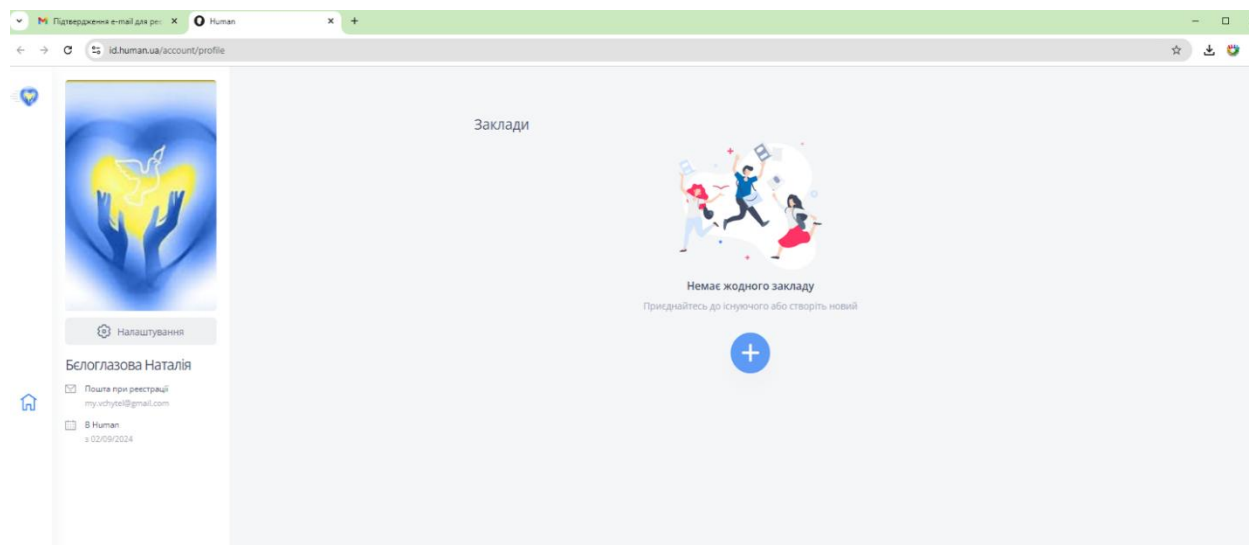 Підтвердження e-mail для рес
Human
id.human.ua/account/profile
Заклади
Немає жодного закладу
Приєднайтесь до існуючого або створіть новий
Налаштування
Бєлоглазова Наталія
Пошта при реєстрації
my.vchytel@gmail.com
В Human
з 02/09/2024